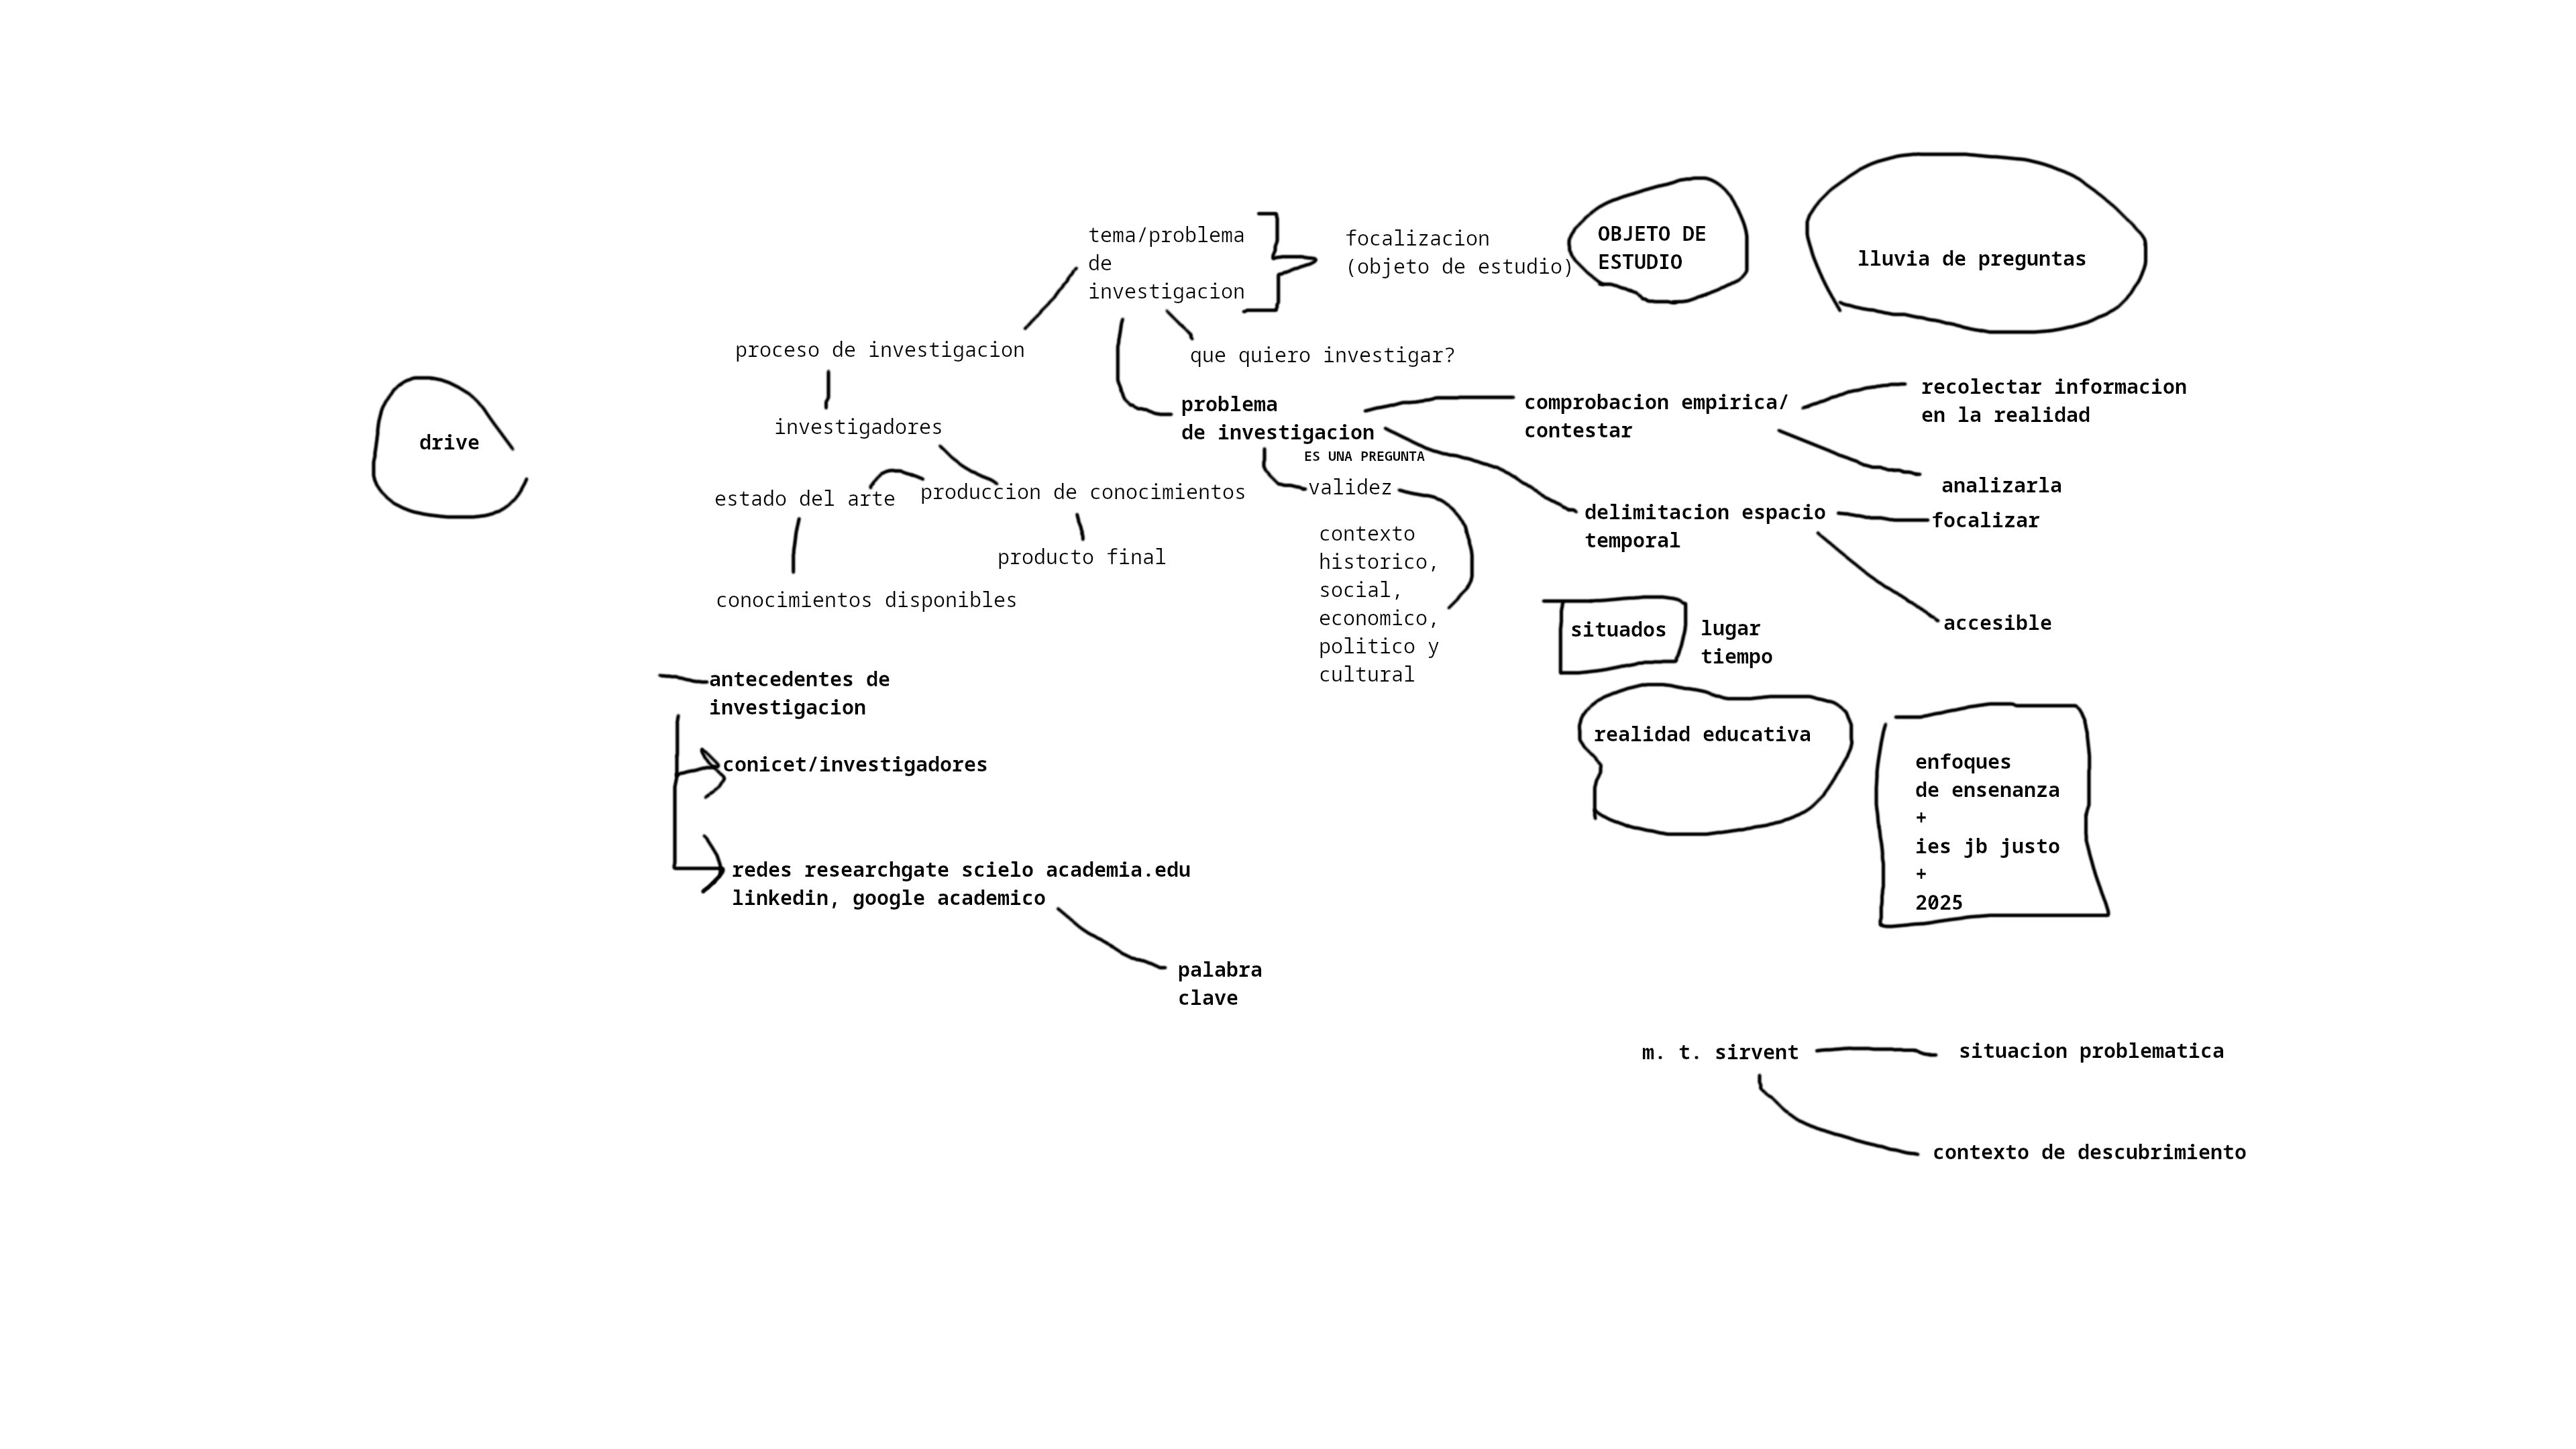 tema/problema
de
investigacion
focalizacion
(objeto de estudio)
OBJETO DE
ESTUDIO
lluvia de preguntas
proceso de investigacion
que quiero investigar?
investigadores
drive
problema
de investigacion
ES UNA PREGUNTA
comprobacion empirica/
contestar
recolectar informacion
en la realidad
analizarla
estado del arte
produccion de conocimientos
validez
delimitacion espacio
temporal
focalizar
producto final
contexto
historico,
social,
economico,
politico y
cultural
conocimientos disponibles
situados
lugar
tiempo
accesible
antecedentes de
investigacion
realidad educativa
conicet/investigadores
enfoques
de ensenanza
+
ies jb justo
+
2025
redes researchgate scielo academia.edu
linkedin, google academico
palabra
clave
m. t. sirvent
situacion problematica
contexto de descubrimiento